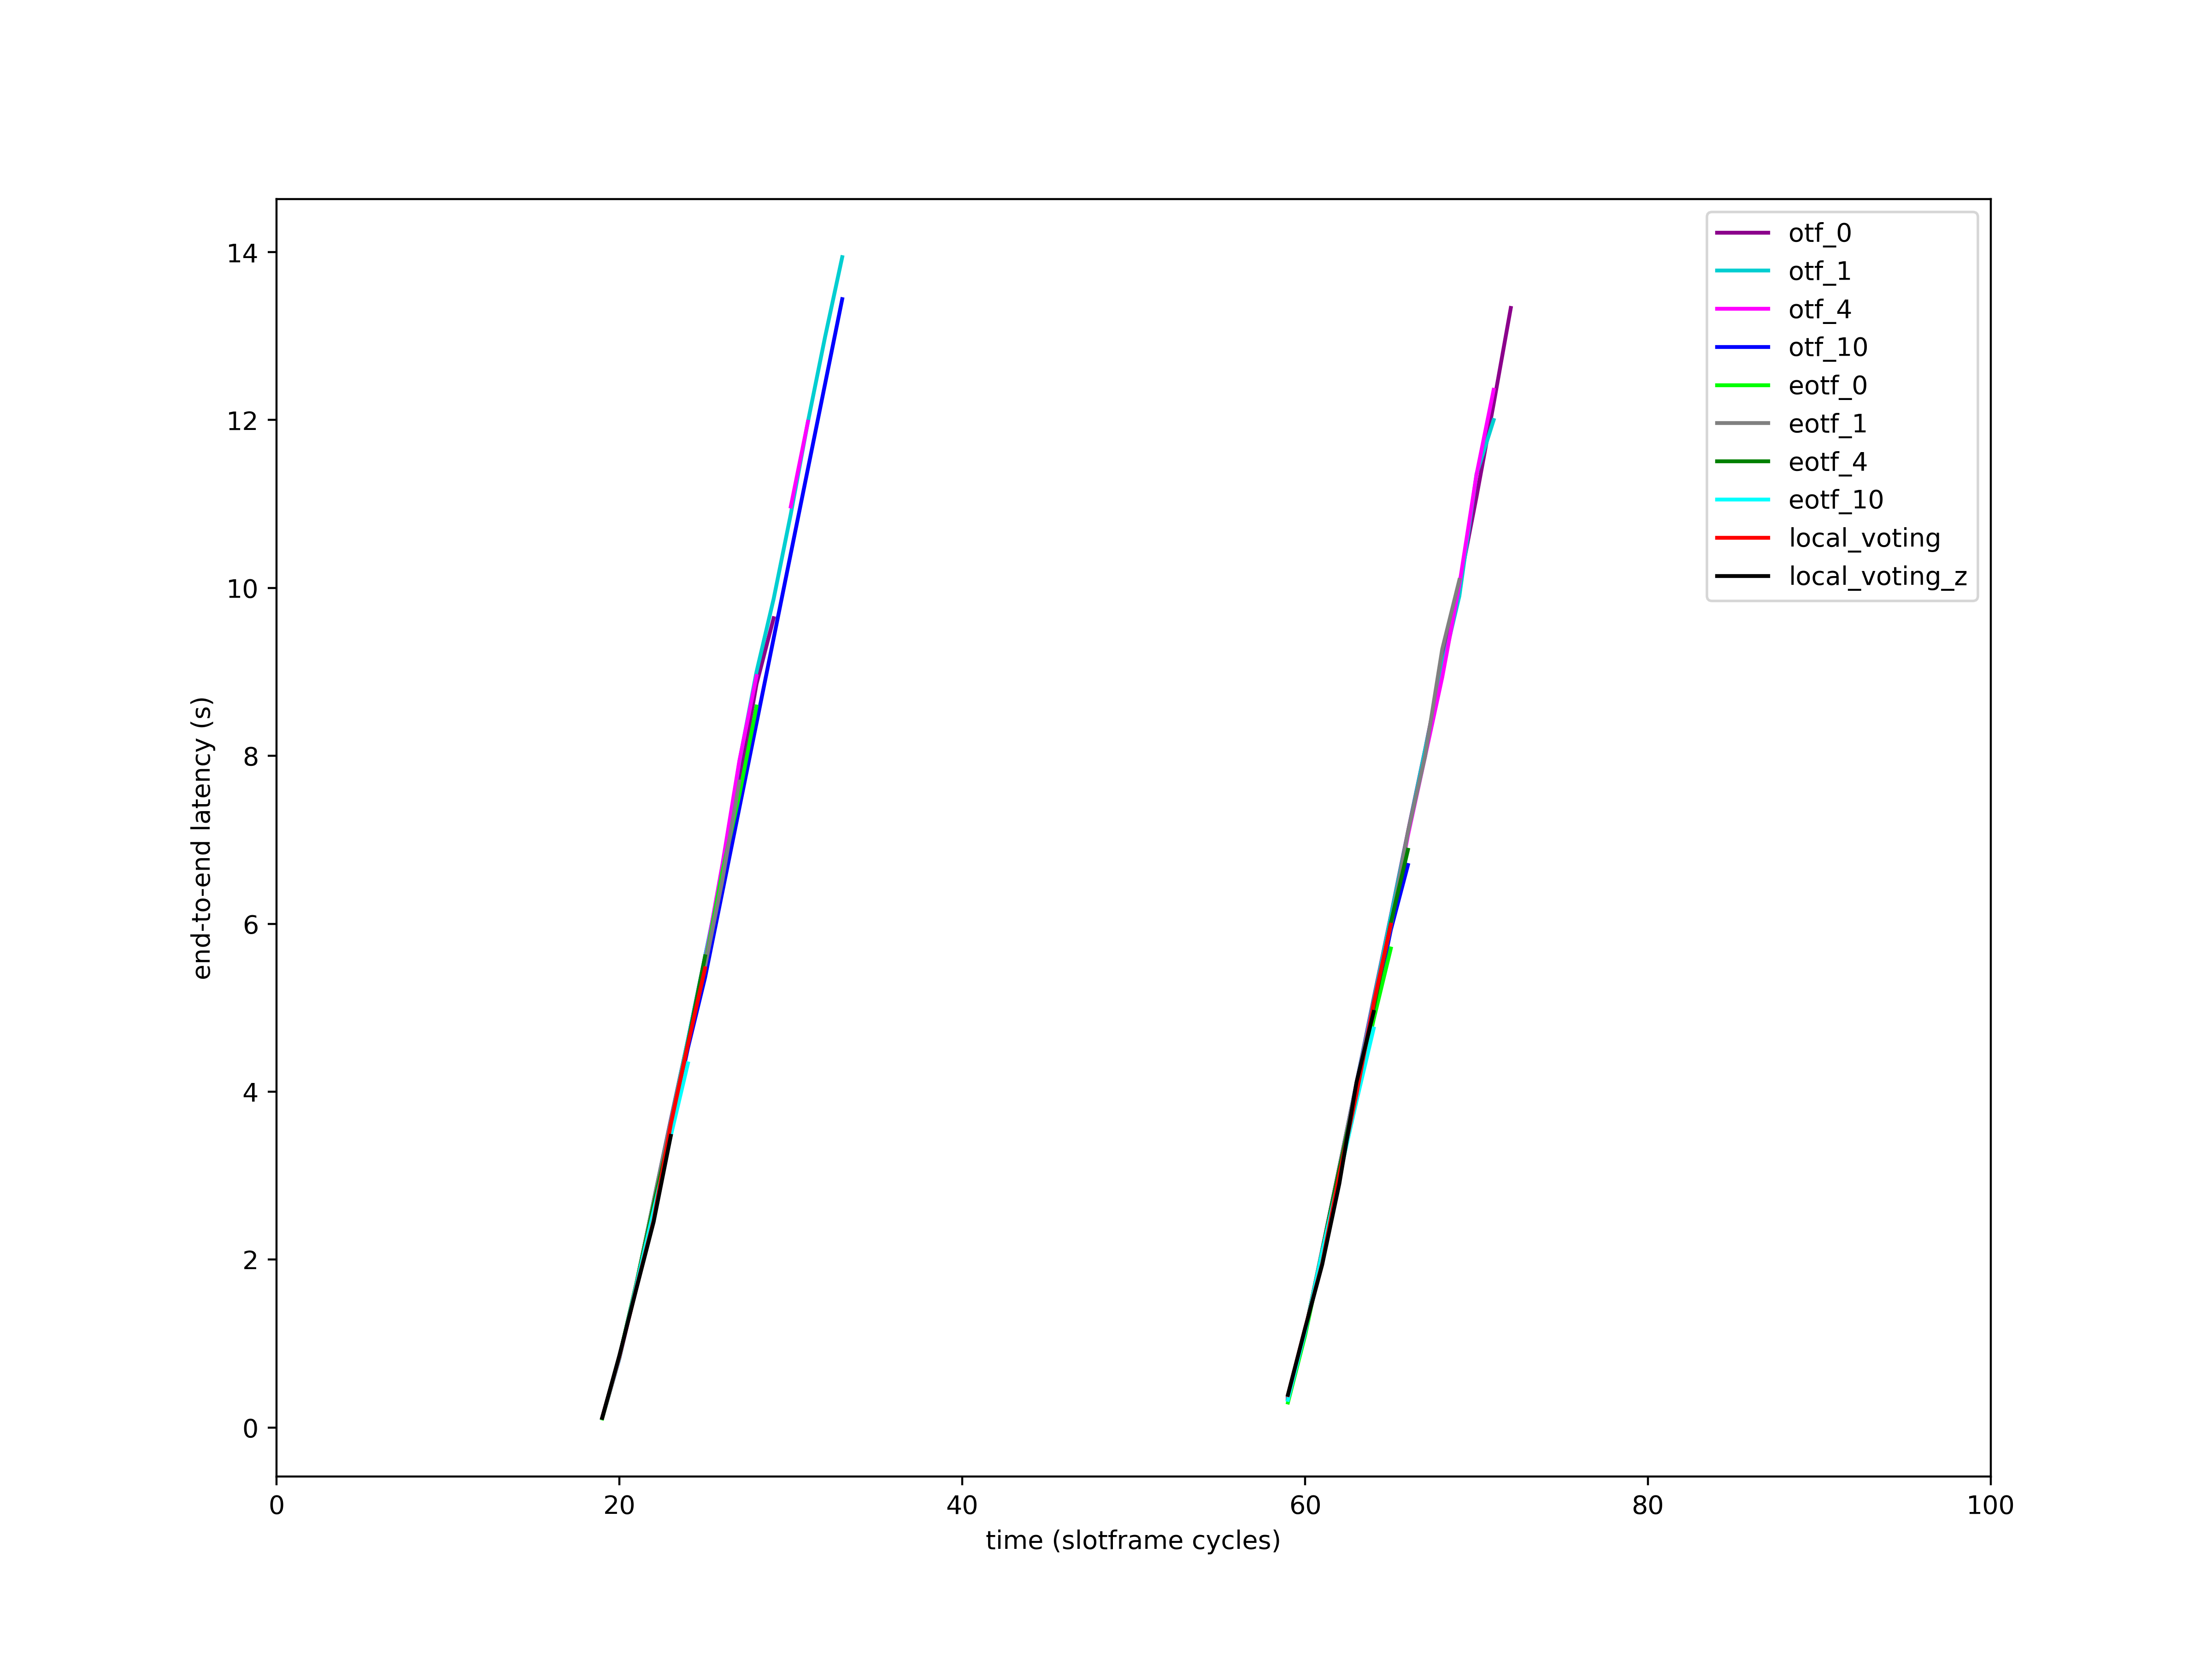 otf_0
otf_1
otf_4
otf_10
eotf_0
eotf_1
eotf_4
eotf_10
local_voting
local_voting_z
end-to-end latency (s)
14
12
10
8
6
4
2
0
0 20 40 60 80 100
time (slotframe cycles)